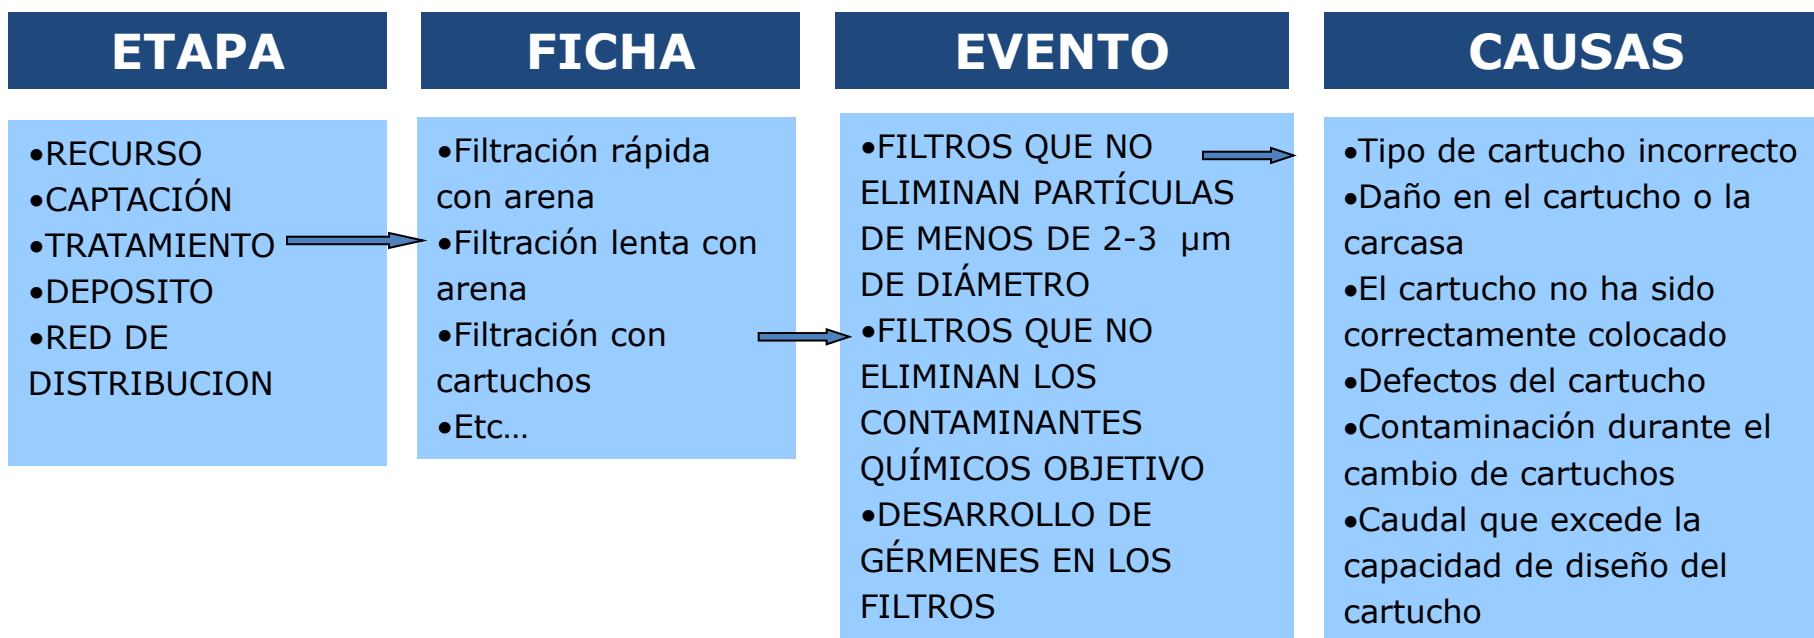 ETAPA
•RECURSO
•CAPTACIÓN
•TRATAMIENTO
•DEPOSITO
•RED DE
DISTRIBUCION
FICHA
•Filtración rápida
con arena
•Filtración lenta con
arena
•Filtración con
cartuchos
•Etc…
EVENTO
•FILTROS QUE NO
ELIMINAN PARTÍCULAS
DE MENOS DE 2-3 µm
DE DIÁMETRO
•FILTROS QUE NO
ELIMINAN LOS
CONTAMINANTES
QUÍMICOS OBJETIVO
•DESARROLLO DE
GÉRMENES EN LOS
FILTROS
CAUSAS
•Tipo de cartucho incorrecto
•Daño en el cartucho o la
carcasa
•El cartucho no ha sido
correctamente colocado
•Defectos del cartucho
•Contaminación durante el
cambio de cartuchos
•Caudal que excede la
capacidad de diseño del
cartucho